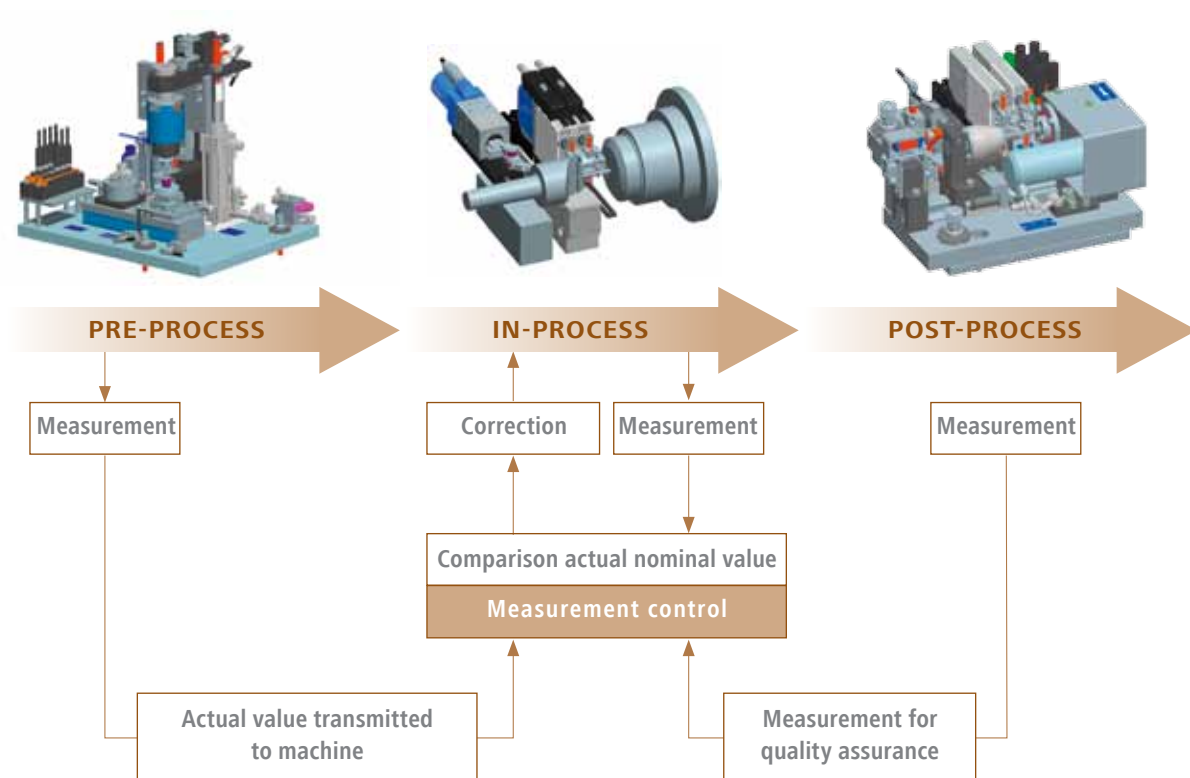 PRE-PROCESS
IN-PROCESS
POST-PROCESS
Measurement
Correction
Measurement
Measurement
Comparison actual nominal value
Measurement control
Actual value transmitted
to machine
Measurement for
quality assurance